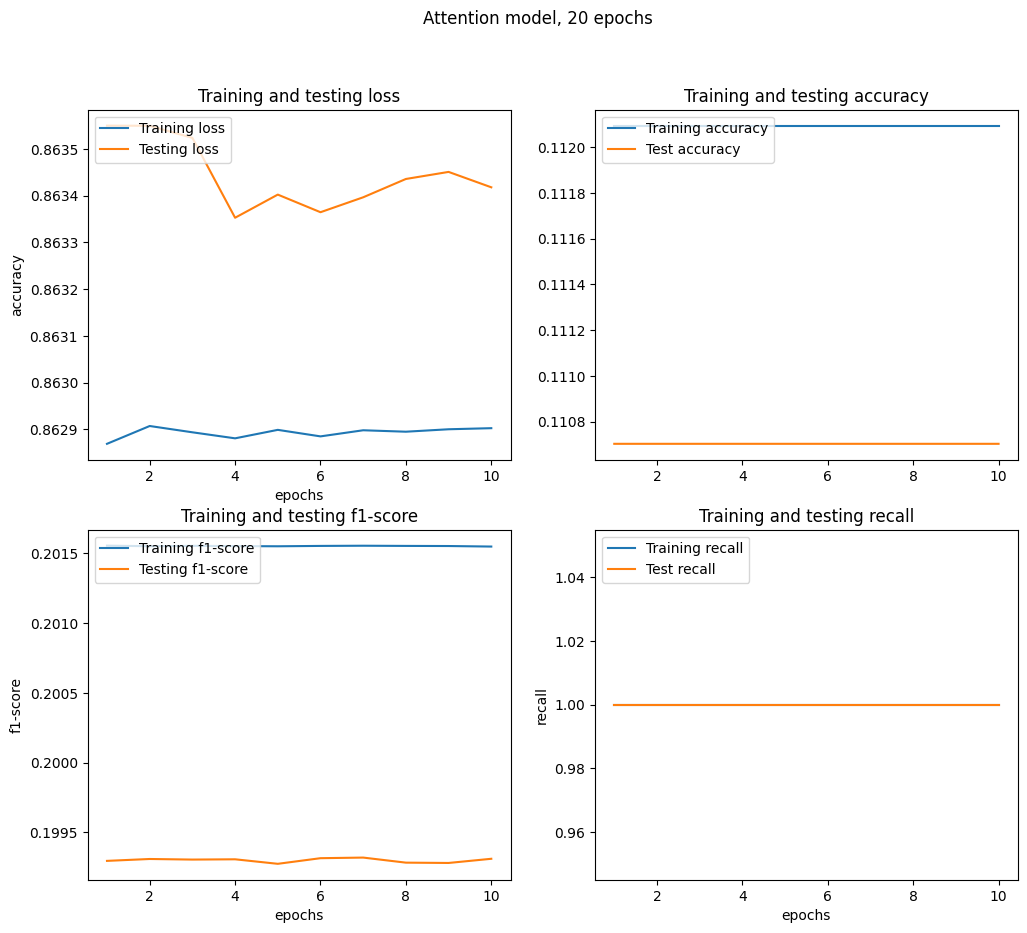 Attention model, 20 epochs
Training and testing loss
Training loss
Testing loss
0.8635
0.8634
0.8633
0.8632
0.8631
0.8630
0.8629
accuracy
2
4
6
8
10
epochs
Training and testing accuracy
Training accuracy
Test accuracy
0.1120
0.1118
0.1116
0.1114
0.1112
0.1110
0.1108
2
4
6
8
10
Training and testing f1-score
Training f1-score
Testing f1-score
0.2015
0.2010
0.2005
0.2000
0.1995
f1-score
2
4
6
8
10
epochs
Training and testing recall
Training recall
Test recall
1.04
1.02
1.00
0.98
0.96
recall
2
4
6
8
10
epochs